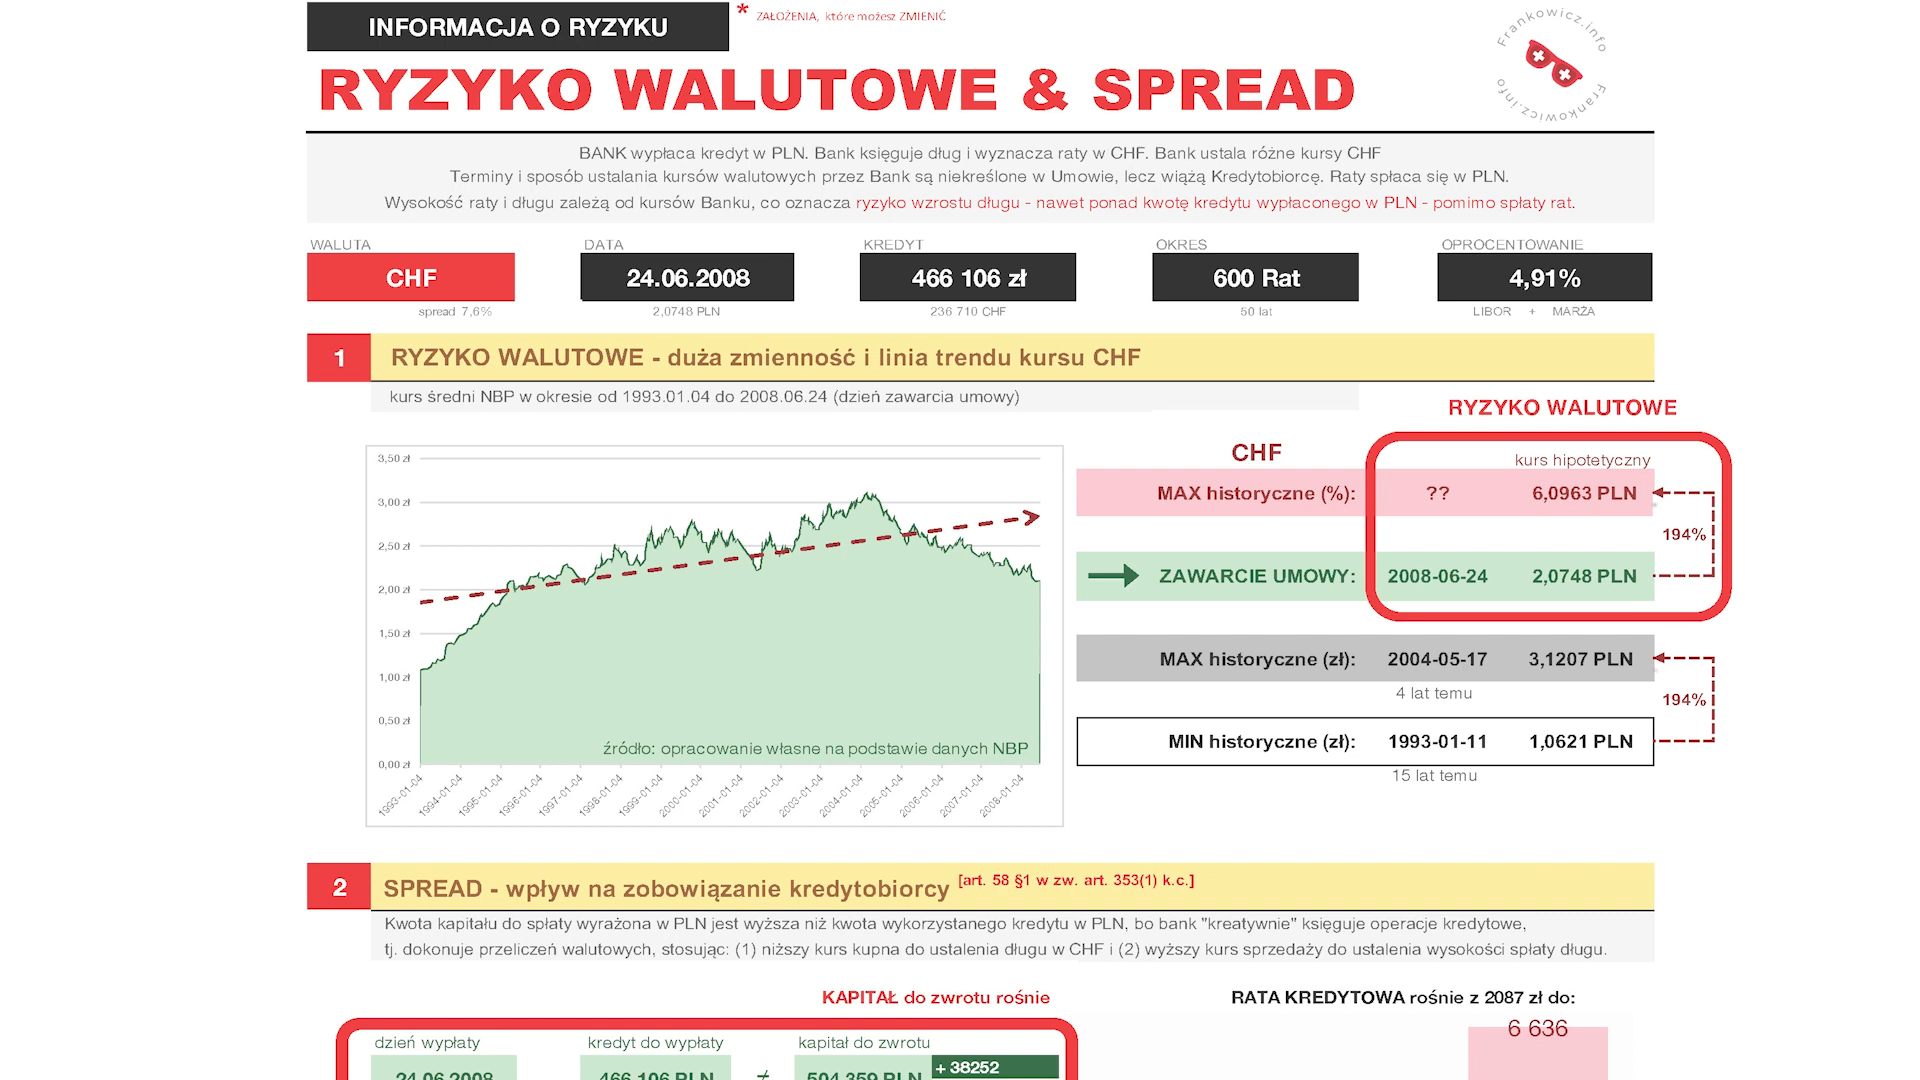 INFORMACJA O RYZYKU
* ZAŁOŻENIA, które możesz ZMIENIĆ
Frankowicz.info
Frankowicz.info
RYZYKO WALUTOWE & SPREAD
BANK wypłaca kredyt w PLN. Bank księguje dług i wyznacza raty w CHF. Bank ustala różne kursy CHF
Terminy i sposób ustalania kursów walutowych przez Bank są niekreślone w Umowie, lecz wiążą Kredytobiorcę. Raty spłaca się w PLN.
Wysokość raty i długu zależą od kursów Banku, co oznacza ryzyko wzrostu długu - nawet ponad kwotę kredytu wypłaconego w PLN - pomimo spłaty rat.
WALUTA DATA KREDYT OKRES OPROCENTOWANIE
CHF 24.06.2008 466 106 zł 600 Rat 4,91%
spread 7,6% 2,0748 PLN 236 710 CHF 50 lat LIBOR + MARŻA
1 RYZYKO WALUTOWE - duża zmienność i linia trendu kursu CHF
kurs średni NBP w okresie od 1993.01.04 do 2008.06.24 (dzień zawarcia umowy)
RYZYKO WALUTOWE
CHF
kurs hipotetyczny
MAX historyczne (%): ?? 6,0963 PLN
194%
ZAWARCIE UMOWY: 2008-06-24 2,0748 PLN
MAX historyczne (zł): 2004-05-17 3,1207 PLN
4 lat temu
194%
MIN historyczne (zł): 1993-01-11 1,0621 PLN
15 lat temu
3,50 zł
3,00 zł
2,50 zł
2,00 zł
1,50 zł
1,00 zł
0,50 zł
0,00 zł
źródło: opracowanie własne na podstawie danych NBP
1993-01-04 1994-01-04 1995-01-04 1996-01-04 1997-01-04 1998-01-04 1999-01-04 2000-01-04 2001-01-04 2002-01-04 2003-01-04 2004-01-04 2005-01-04 2006-01-04 2007-01-04 2008-01-04
2 SPREAD - wpływ na zobowiązanie kredytobiorcy [art. 58 §1 w zw. art. 353(1) k.c.]
Kwota kapitału do spłaty wyrażona w PLN jest wyższa niż kwota wykorzystanego kredytu w PLN, bo bank "kreatywnie" księguje operacje kredytowe,
tj. dokonuje przeliczeń walutowych, stosując: (1) niższy kurs kupna do ustalenia długu w CHF i (2) wyższy kurs sprzedaży do ustalenia wysokości spłaty długu.
KAPITAŁ do zwrotu rośnie
RATA KREDYTOWA rośnie z 2087 zł do:
6 636
dzień wypłaty kredyt do wypłaty kapitał do zwrotu
24.06.2008 466 106 PLN ≠ 504 359 PLN + 38252